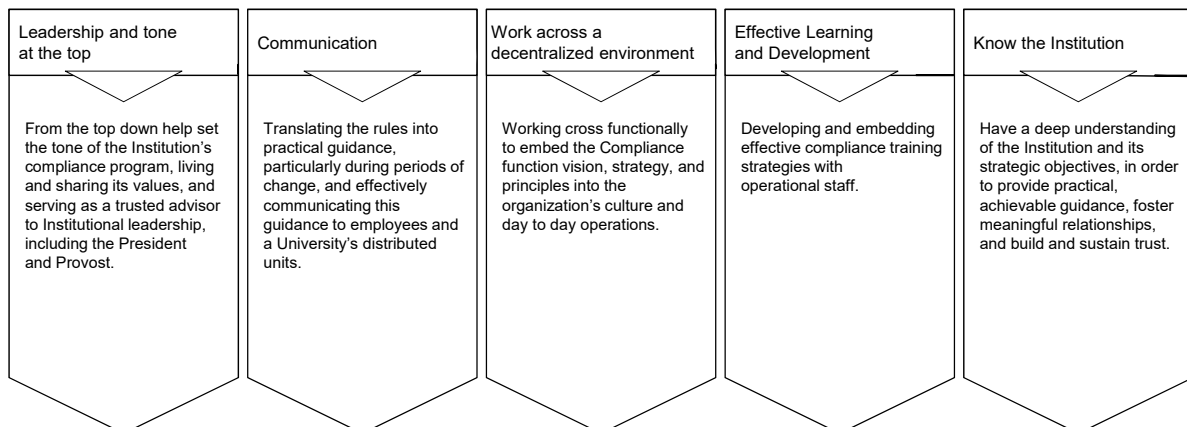 Leadership and tone
at the top
From the top down help set
the tone of the Institution's
compliance program, living
and sharing its values, and
serving as a trusted advisor
to Institutional leadership,
including the President
and Provost.
Communication
Translating the rules into
practical guidance,
particularly during periods of
change, and effectively
communicating this
guidance to employees and
a University's distributed
units.
Work across a
decentralized environment
Working cross functionally
to embed the Compliance
function vision, strategy, and
principles into the
organization's culture and
day to day operations.
Effective Learning
and Development
Developing and embedding
effective compliance training
strategies with
operational staff.
Know the Institution
Have a deep understanding
of the Institution and its
strategic objectives, in order
to provide practical,
achievable guidance, foster
meaningful relationships,
and build and sustain trust.